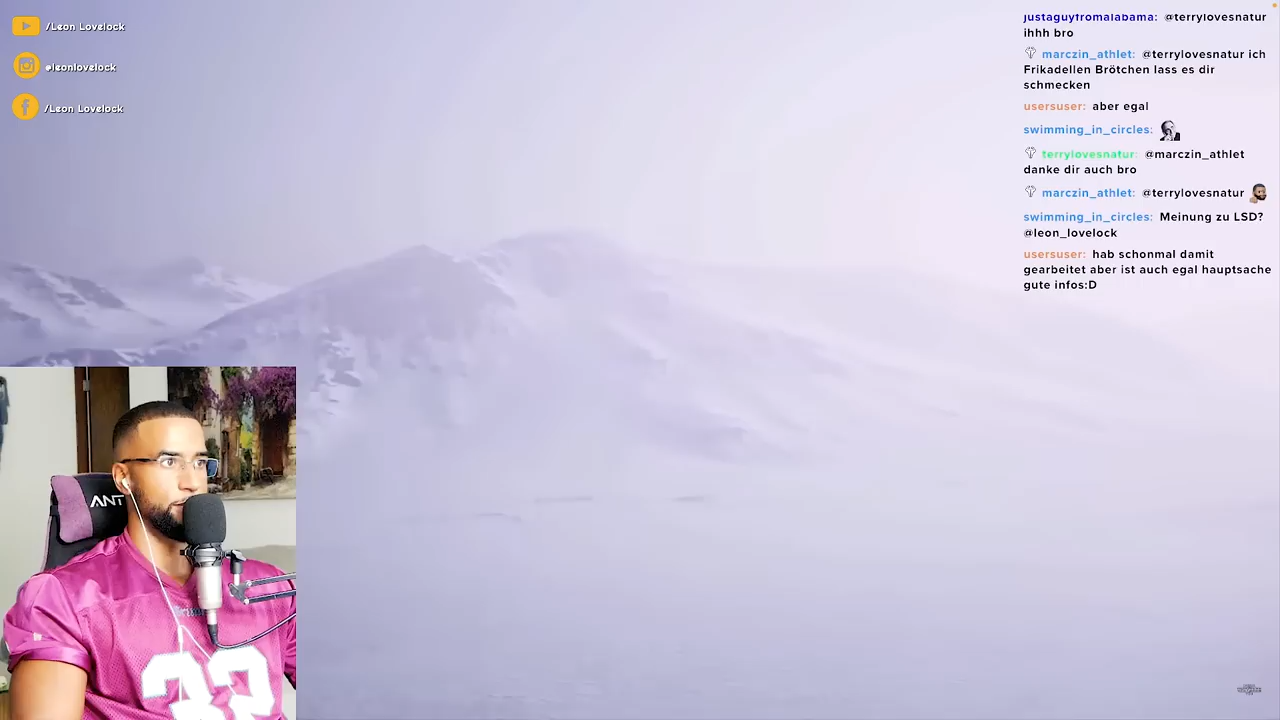 /Leon Lovelock
@leonlovelock
/Leon Lovelock
justaguyfromalabama: @terrylovesnatur
ihhh bro
marczin_athlet: @terrylovesnatur ich
Frikadellen Brötchen lass es dir
schmecken
usersuser: aber egal
swimming_in_circles:
terrylovesnatur: @marczin_athlet
danke dir auch bro
marczin_athlet: @terrylovesnatur
swimming_in_circles: Meinung zu LSD?
@leon_lovelock
usersuser: hab schonmal damit
gearbeitet aber ist auch egal hauptsache
gute infos:D
ANT
32